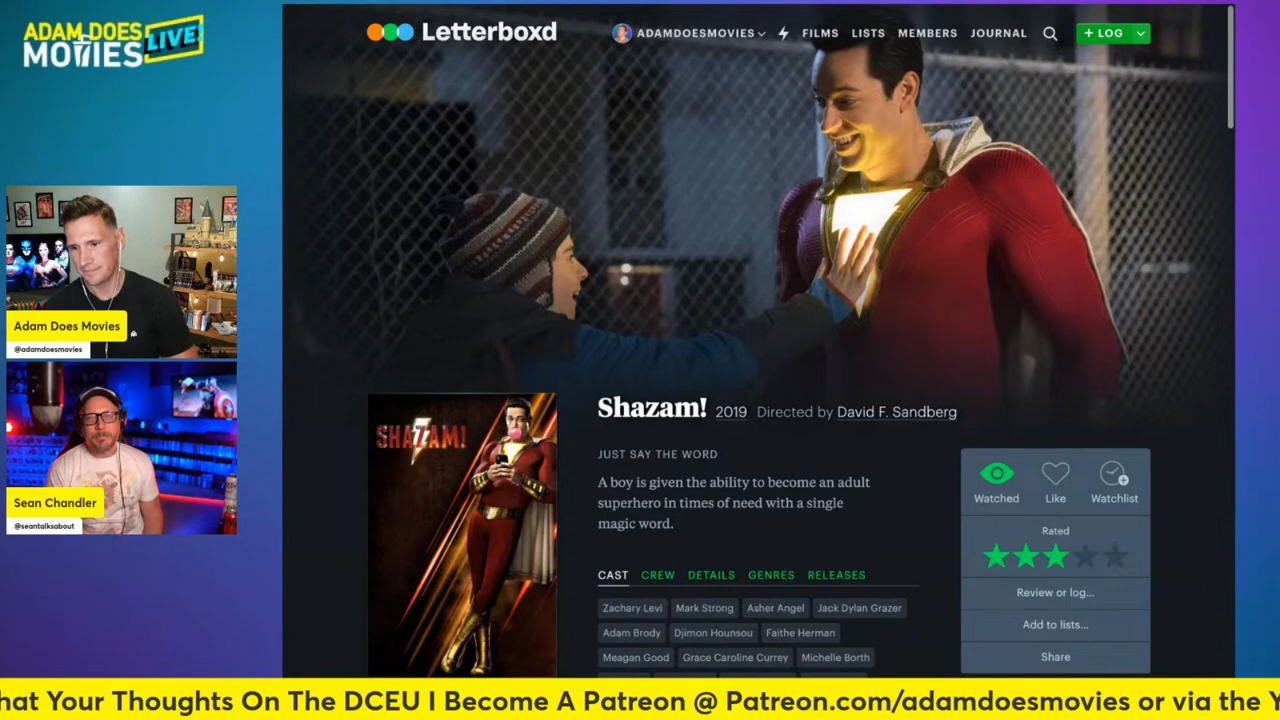 ADAM DOES
MOVIES
LIVE!
Letterboxd
ADAMDOESMOVIES
FILMS
LISTS
MEMBERS
JOURNAL
+ LOG
Adam Does Movies
@adamdoesmovies
Sean Chandler
@seantalksabout
SHAZAM!
Shazam! 2019 Directed by David F. Sandberg
JUST SAY THE WORD
A boy is given the ability to become an adult
superhero in times of need with a single
magic word.
Watched
Like
Watchlist
Rated
Review or log...
Add to lists...
Share
CAST CREW DETAILS GENRES RELEASES
Zachary Levi Mark Strong Asher Angel Jack Dylan Grazer
Adam Brody Djimon Hounsou Faithe Herman
Meagan Good Grace Caroline Currey Michelle Borth
hat Your Thoughts On The DCEU I Become A Patreon @ Patreon.com/adamdoesmovies or via the Y